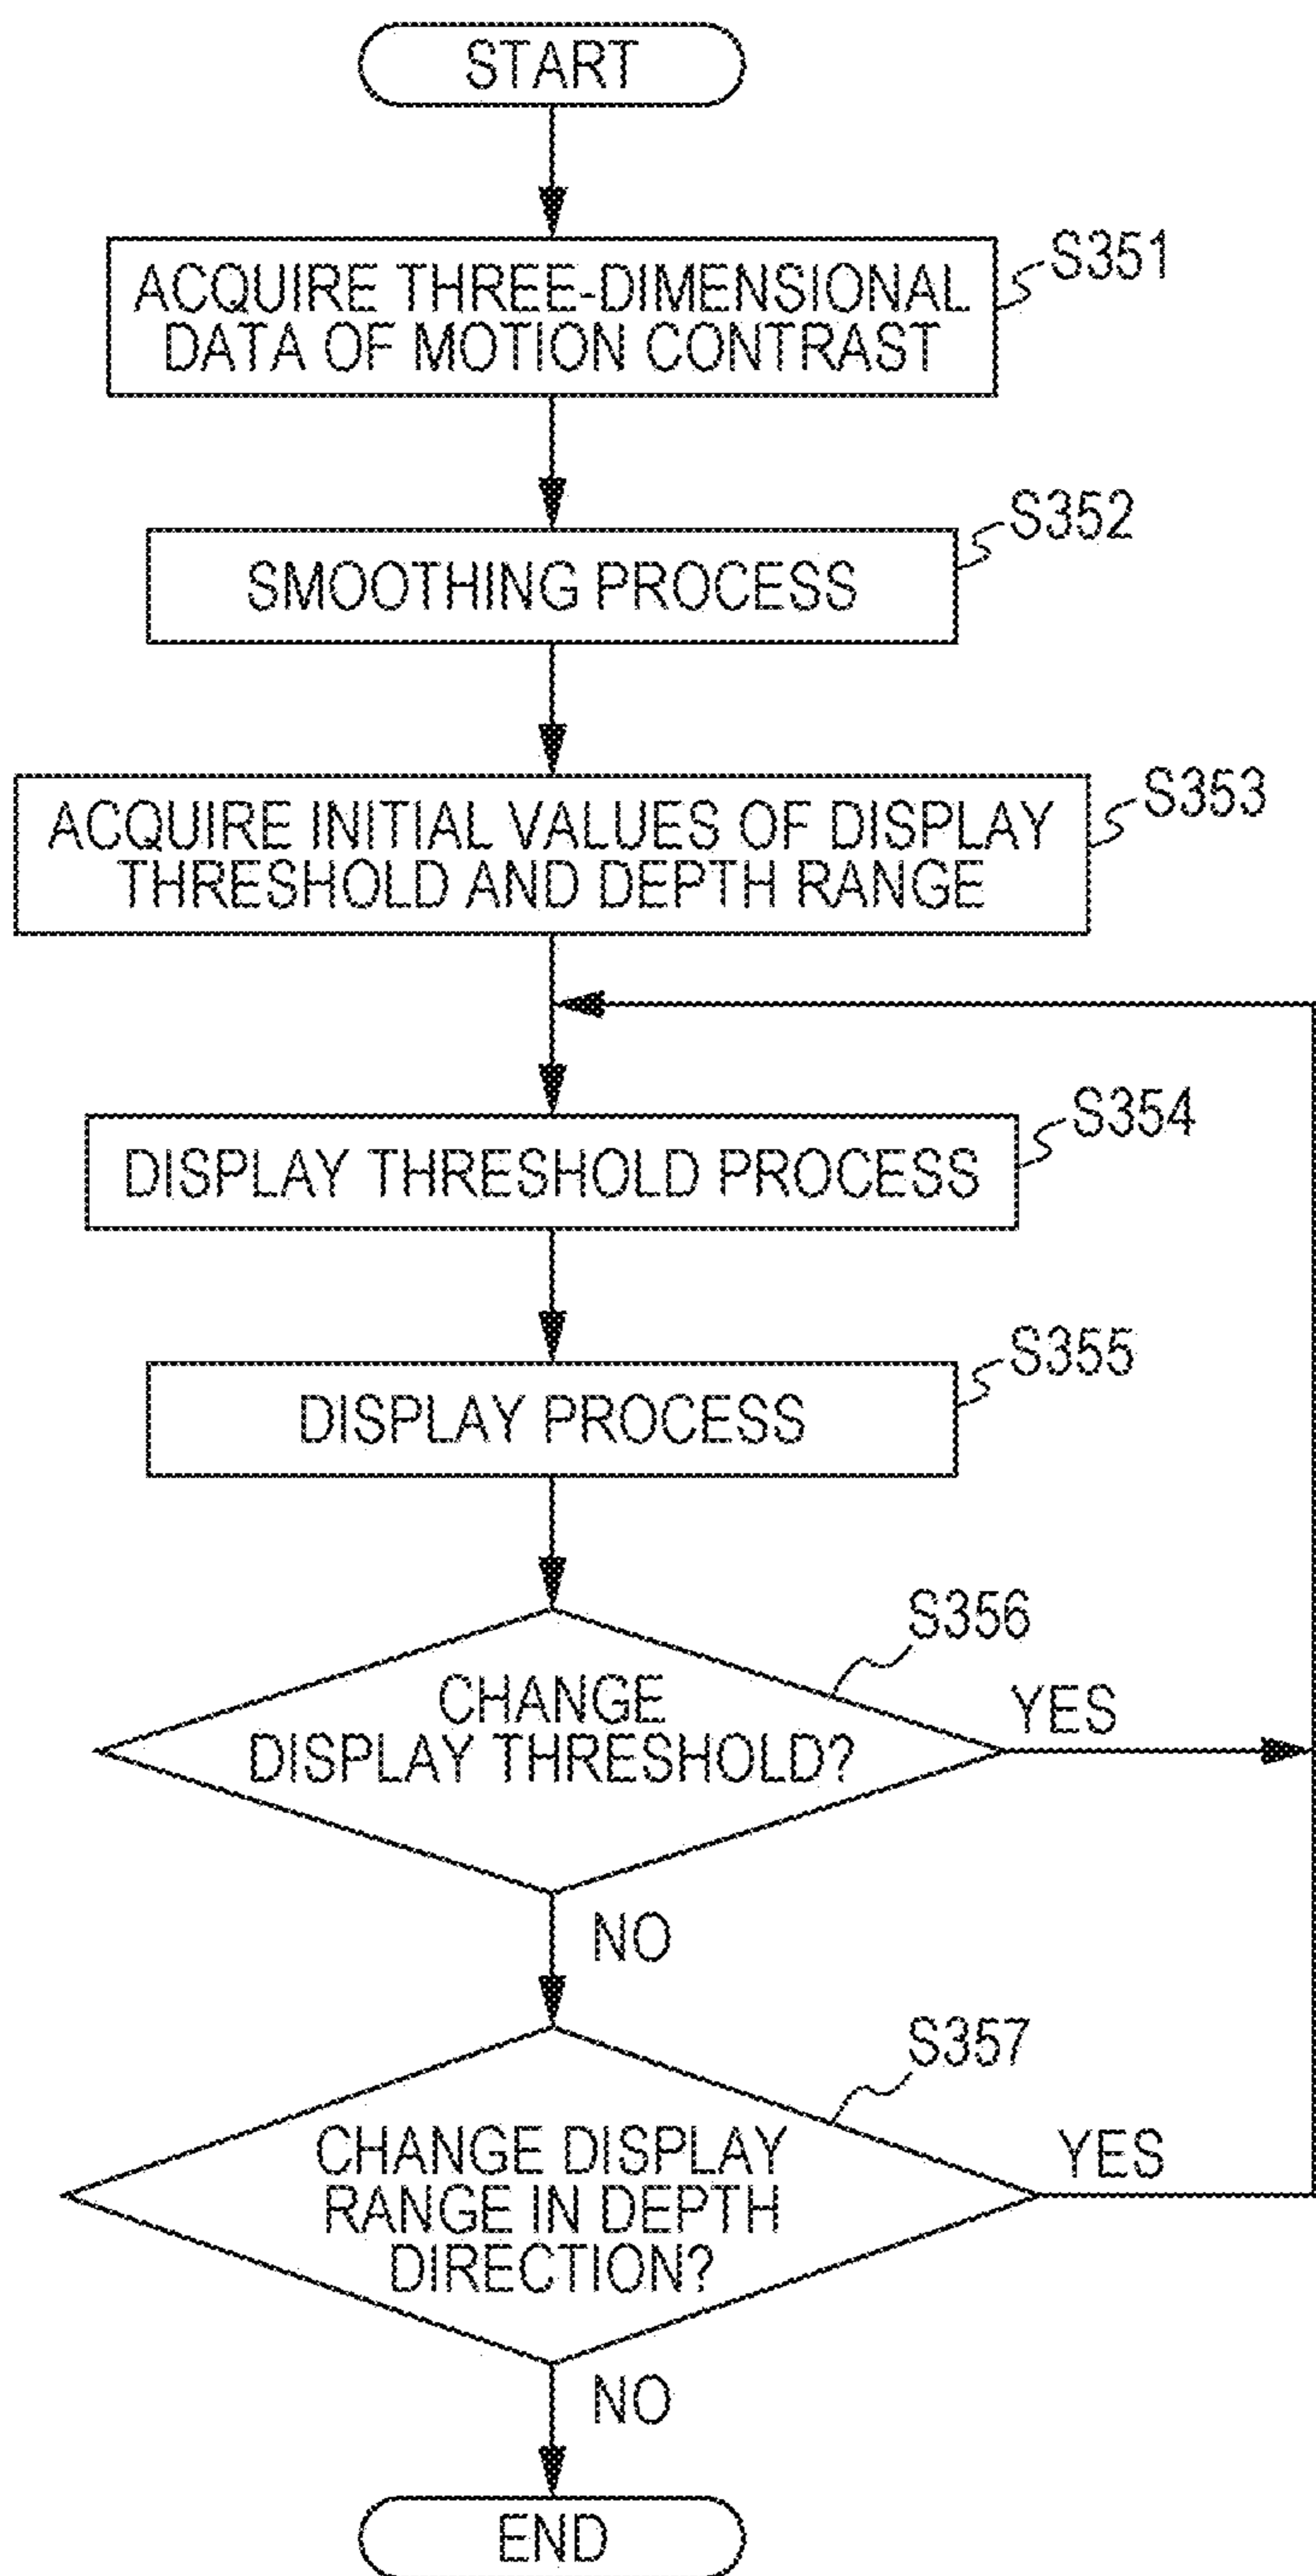 START
ACQUIRE THREE-DIMENSIONAL
DATA OF MOTION CONTRAST
S351
SMOOTHING PROCESS
S352
ACQUIRE INITIAL VALUES OF DISPLAY
THRESHOLD AND DEPTH RANGE
S353
DISPLAY THRESHOLD PROCESS
S354
DISPLAY PROCESS
S355
CHANGE
DISPLAY THRESHOLD?
S356
YES
NO
CHANGE DISPLAY
RANGE IN DEPTH
DIRECTION?
S357
YES
NO
END